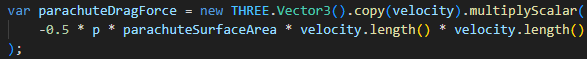 var parachuteDragForce = new THREE.Vector3().copy(velocity).multiplyScalar(
-0.5 * p * parachuteSurfaceArea * velocity.length() * velocity.length()
);